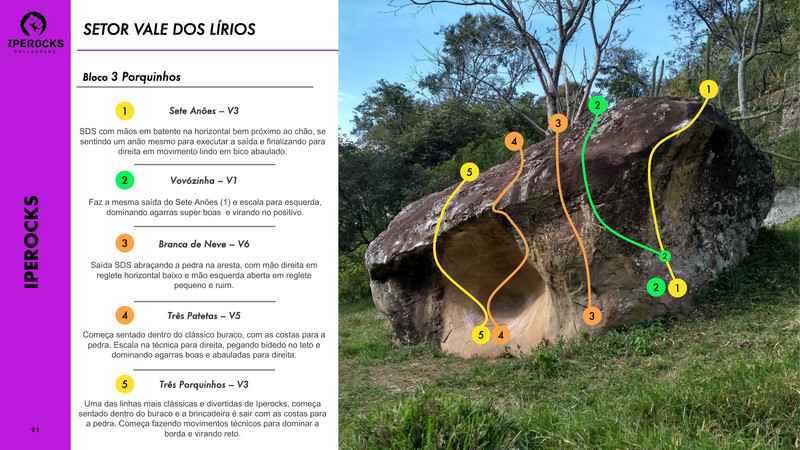 IPEROCKS
BOULDERING
SETOR VALE DOS LÍRIOS
Bloco 3 Porquinhos
1
Sete Anões – V3
SDS com mãos em batente na horizontal bem próximo ao chão, se
sentindo um anão mesmo para executar a saída e finalizando para
direita em movimento lindo em bico abaulado.
2
Vovózinha – V1
Faz a mesma saída do Sete Anões (1) e escala para esquerda,
dominando agarras super boas e virando no positivo.
3
Branca de Neve – V6
Saída SDS abraçando a pedra na aresta, com mão direita em
reglete horizontal baixo e mão esquerda aberta em reglete
pequeno e ruim.
4
Três Patetas – V5
Começa sentado dentro do clássico buraco, com as costas para a
pedra. Escala na técnica para direita, pegando bidedo no teto e
dominando agarras boas e abauladas para direita.
5
Três Porquinhos – V3
Uma das linhas mais clássicas e divertidas de Iperocks, começa
sentado dentro do buraco e a brincadeira é sair com as costas para
a pedra. Começa fazendo movimentos técnicos para dominar a
borda e virando reto.
IPEROCKS
91
1
2
3
4
5
2
2
1
3
5
4